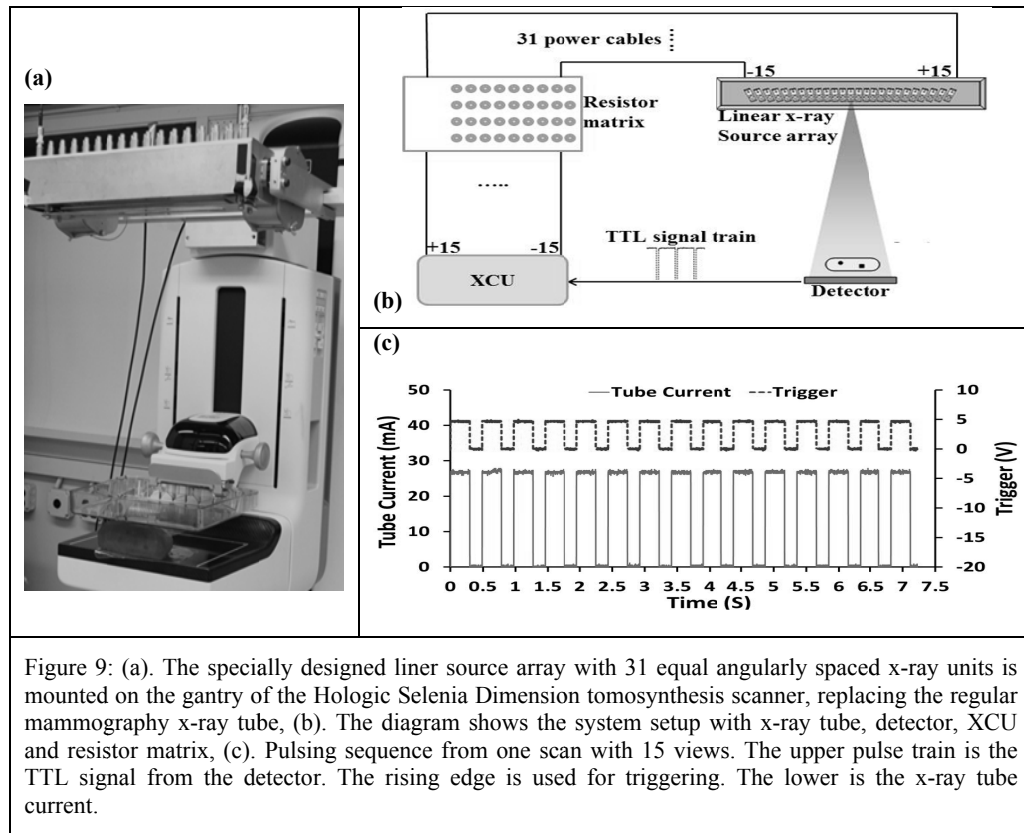 (a)
31 power cables
-15
+15
Resistor
matrix
Linear x-ray
Source array
.....
+15
-15
TTL signal train
XCU
(b)
Detector
(c)
Tube Current
Trigger
50
40
30
20
10
0
Tube Current (mA)
10
5
0
-5
-10
-15
-20
Trigger (V)
0 0.5 1 1.5 2 2.5 3 3.5 4 4.5 5 5.5 6 6.5 7 7.5
Time (S)
Figure 9: (a). The specially designed liner source array with 31 equal angularly spaced x-ray units is
mounted on the gantry of the Hologic Selenia Dimension tomosynthesis scanner, replacing the regular
mammography x-ray tube, (b). The diagram shows the system setup with x-ray tube, detector, XCU
and resistor matrix, (c). Pulsing sequence from one scan with 15 views. The upper pulse train is the
TTL signal from the detector. The rising edge is used for triggering. The lower is the x-ray tube
current.